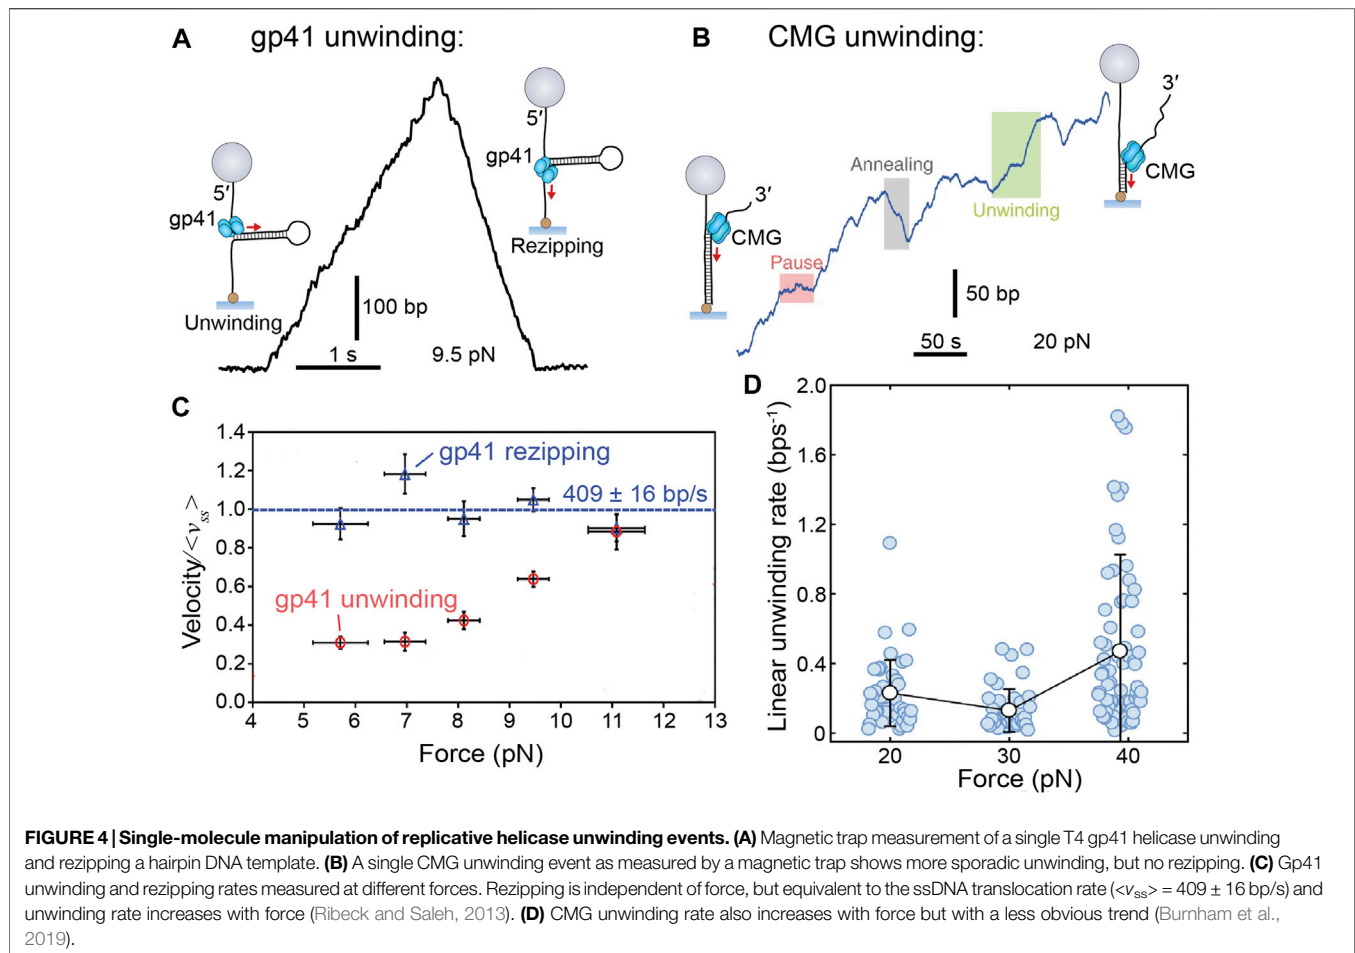 A
gp41 unwinding:
5′
gp41
Unwinding
5′
gp41
Rezipping
100 bp
1 s
9.5 pN
B
CMG unwinding:
3′
CMG
Pause
Annealing
Unwinding
3′
CMG
50 bp
50 s
20 pN
C
1.4
1.2
1.0
0.8
0.6
0.4
0.2
0.0
Velocity/<vss>
gp41 rezipping
409 ± 16 bp/s
gp41 unwinding
4 5 6 7 8 9 10 11 12 13
Force (pN)
D
2.0
1.6
1.2
0.8
0.4
0
Linear unwinding rate (bps-1)
20 30 40
Force (pN)
FIGURE 4 | Single-molecule manipulation of replicative helicase unwinding events. (A) Magnetic trap measurement of a single T4 gp41 helicase unwinding
and rezipping a hairpin DNA template. (B) A single CMG unwinding event as measured by a magnetic trap shows more sporadic unwinding, but no rezipping. (C) Gp41
unwinding and rezipping rates measured at different forces. Rezipping is independent of force, but equivalent to the ssDNA translocation rate (<vss> = 409 ± 16 bp/s) and
unwinding rate increases with force (Ribeck and Saleh, 2013). (D) CMG unwinding rate also increases with force but with a less obvious trend (Burnham et al.,
2019).